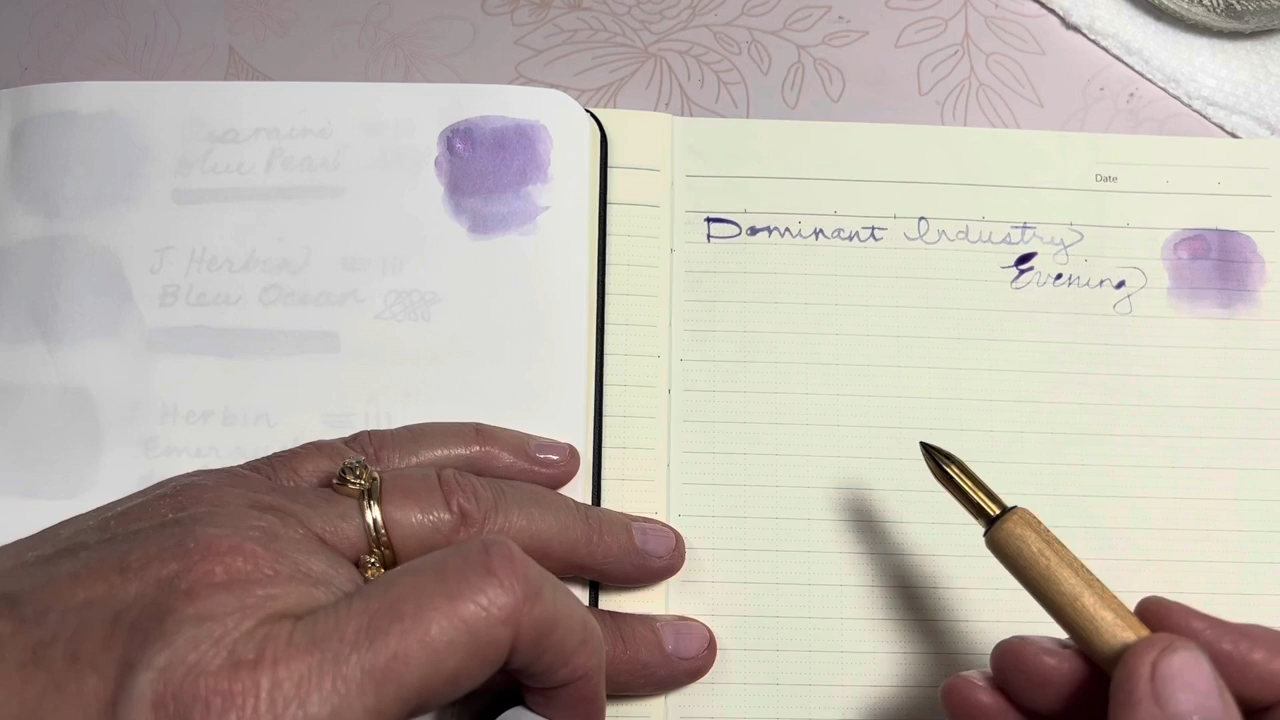 Blue Pearl
J Herbin
Bleu Ocean
Herbin
Date
Dominant Industry
Evening